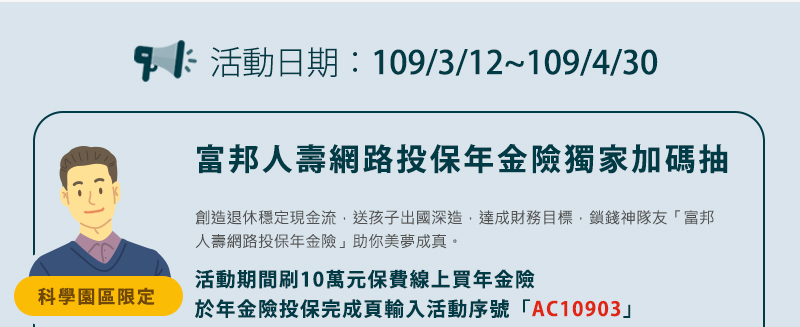 活動日期：109/3/12~109/4/30
富邦人壽網路投保年金險獨家加碼抽
創造退休穩定現金流，送孩子出國深造，達成財務目標，鎖錢神隊友「富邦
人壽網路投保年金險」助你美夢成真。
科學園區限定
活動期間刷10萬元保費線上買年金險
於年金險投保完成頁輸入活動序號「AC10903」